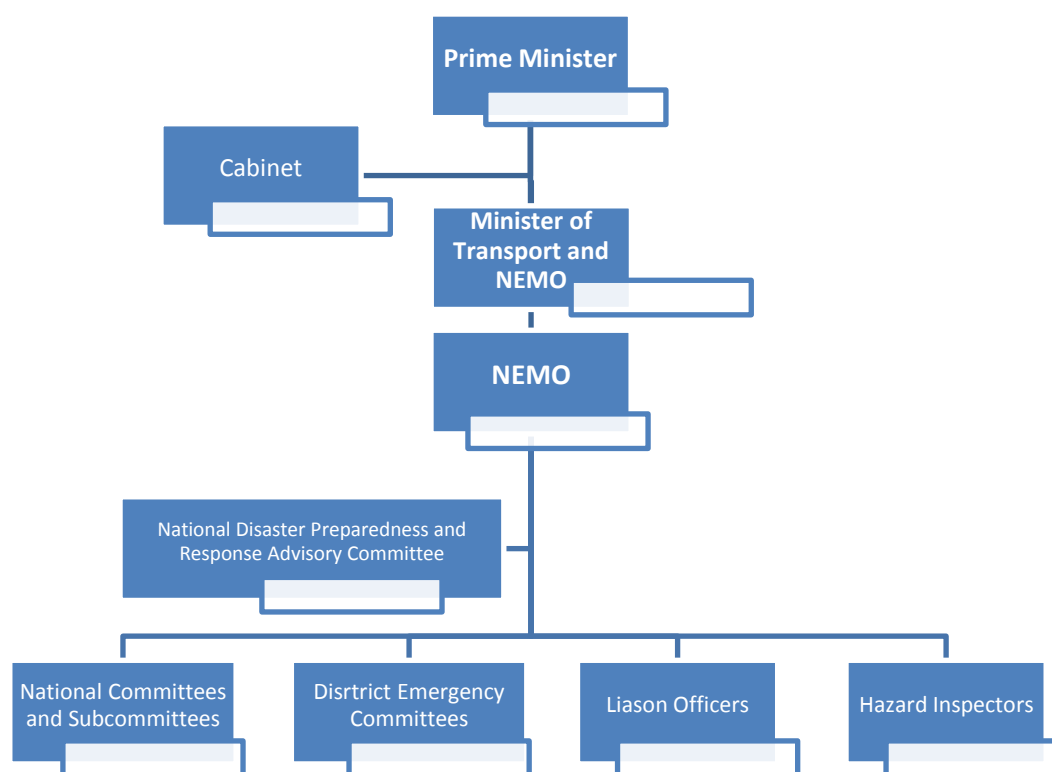 Prime Minister
Cabinet
Minister of
Transport and
NEMO
NEMO
National Disaster Preparedness and
Response Advisory Committee
National Committees
and Subcommittees
Disrtrict Emergency
Committees
Liason Officers
Hazard Inspectors